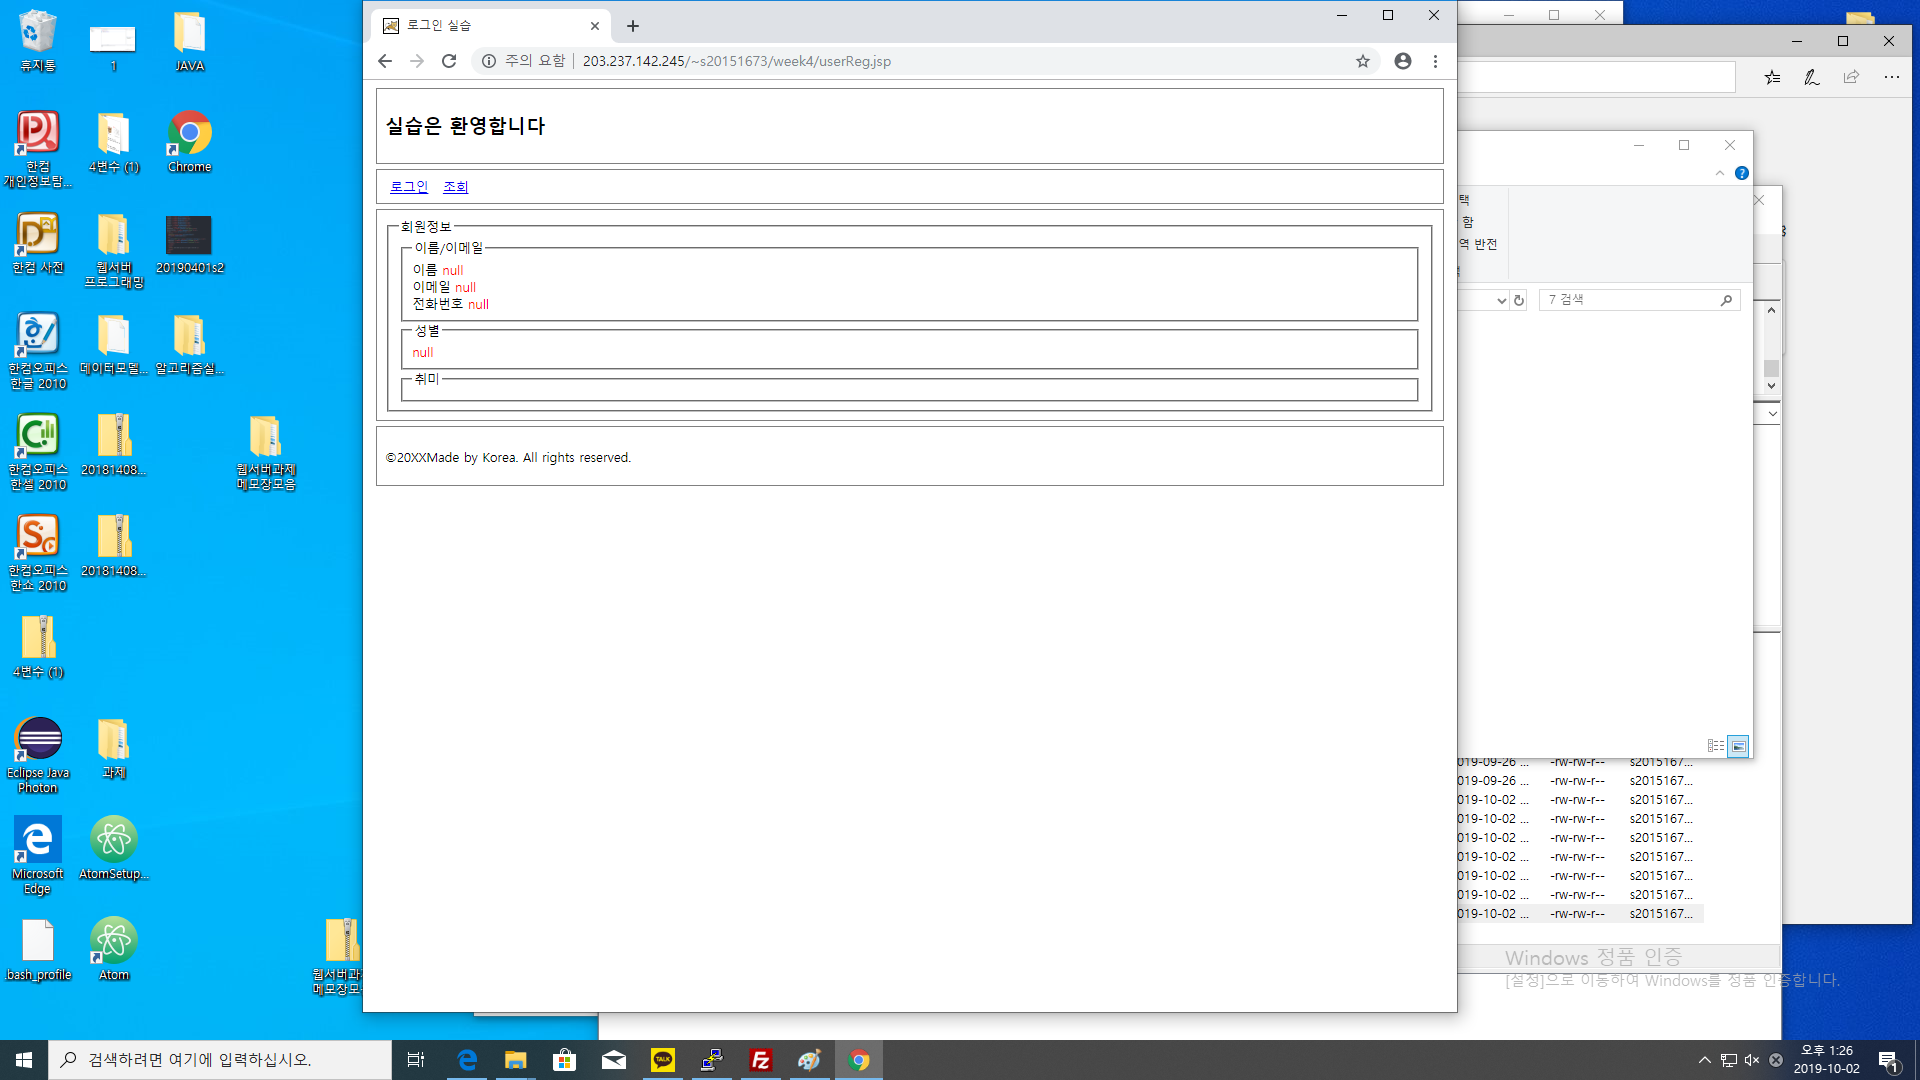 휴지통
1
JAVA
한컴
개인정보탐...
4변수 (1)
Chrome
한컴 사전
웹서버
프로그래밍
20190401s2
한컴오피스
한글 2010
데이터모델...
알고리즘실...
한컴오피스
한셀 2010
20181408...
웹서버과제
메모장모음
한컴오피스
한쇼 2010
20181408...
4변수 (1)
Eclipse Java
Photon
과제
Microsoft
Edge
AtomSetup...
.bash_profile
Atom
로그인 실습
주의 요함
203.237.142.245/~s20151673/week4/userReg.jsp
실습은 환영합니다
로그인 조회
회원정보
이름/이메일
이름 null
이메일 null
전화번호 null
성별
null
취미
©20XXMade by Korea. All rights reserved.
택
함
역 반전
7 검색
019-09-26 ... -rw-rw-r-- s2015167...
019-09-26 ... -rw-rw-r-- s2015167...
019-10-02 ... -rw-rw-r-- s2015167...
019-10-02 ... -rw-rw-r-- s2015167...
019-10-02 ... -rw-rw-r-- s2015167...
019-10-02 ... -rw-rw-r-- s2015167...
019-10-02 ... -rw-rw-r-- s2015167...
019-10-02 ... -rw-rw-r-- s2015167...
019-10-02 ... -rw-rw-r-- s2015167...
Windows 정품 인증
[설정]으로 이동하여 Windows를 정품 인증합니다.
검색하려면 여기에 입력하십시오.
TALK
오후 1:26
2019-10-02
1